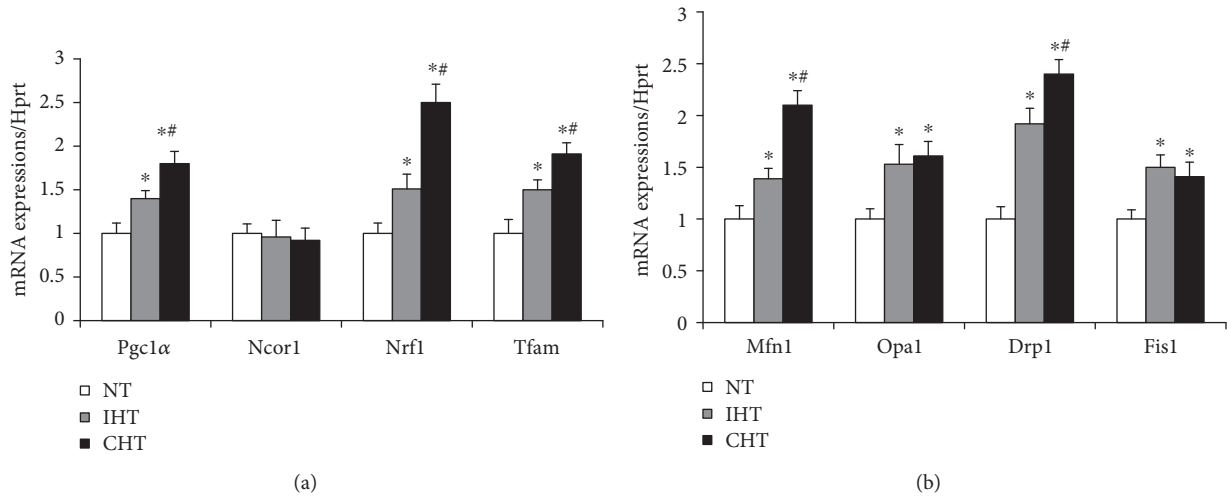 mRNA expressions/Hprt
3
2.5
2
1.5
1
0.5
0
*
*#
*
*#
*
*#
Pgc1α Ncor1 Nrf1 Tfam
NT
IHT
CHT
(a)
mRNA expressions/Hprt
3
2.5
2
1.5
1
0.5
0
*
*#
*
*
*
*#
*
*
Mfn1 Opa1 Drp1 Fis1
NT
IHT
CHT
(b)